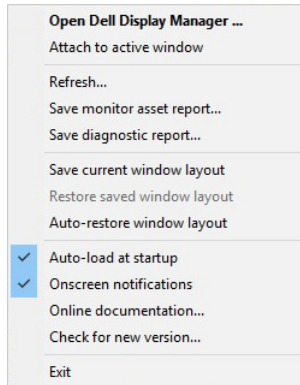 Open Dell Display Manager ...
Attach to active window
Refresh...
Save monitor asset report...
Save diagnostic report...
Save current window layout
Restore saved window layout
Auto-restore window layout
Auto-load at startup
Onscreen notifications
Online documentation...
Check for new version...
Exit